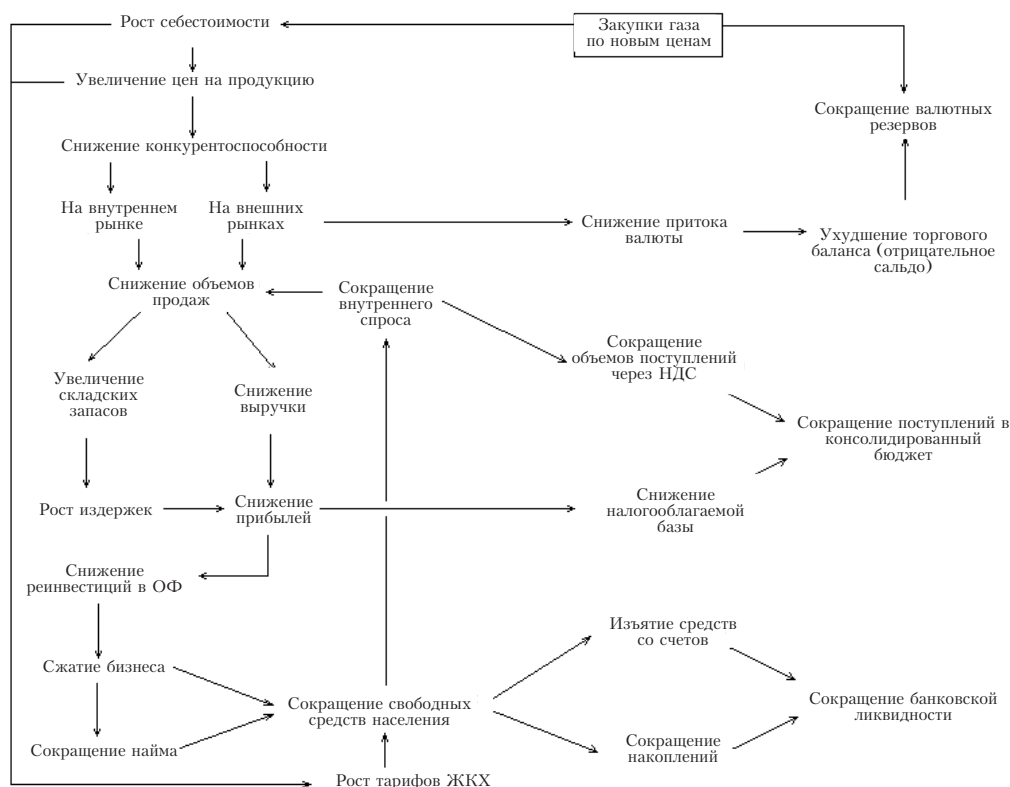 Рост себестоимости
Закупки газа
по новым ценам
Увеличение цен на продукцию
Сокращение валютных
резервов
Снижение конкурентоспособности
На внутреннем
рынке
На внешних
рынках
Снижение притока
валюты
Ухудшение торгового
баланса (отрицательное
сальдо)
Снижение объемов
продаж
Сокращение
внутреннего
спроса
Сокращение
объемов поступлений
через НДС
Увеличение
складских
запасов
Снижение
выручки
Сокращение поступлений в
консолидированный
бюджет
Рост издержек
Снижение
прибылей
Снижение
налогооблагаемой
базы
Снижение
реинвестиций в ОФ
Изъятие средств
со счетов
Сжатие бизнеса
Сокращение свободных
средств населения
Сокращение банковской
ликвидности
Сокращение найма
Сокращение
накоплений
Рост тарифов ЖКХ